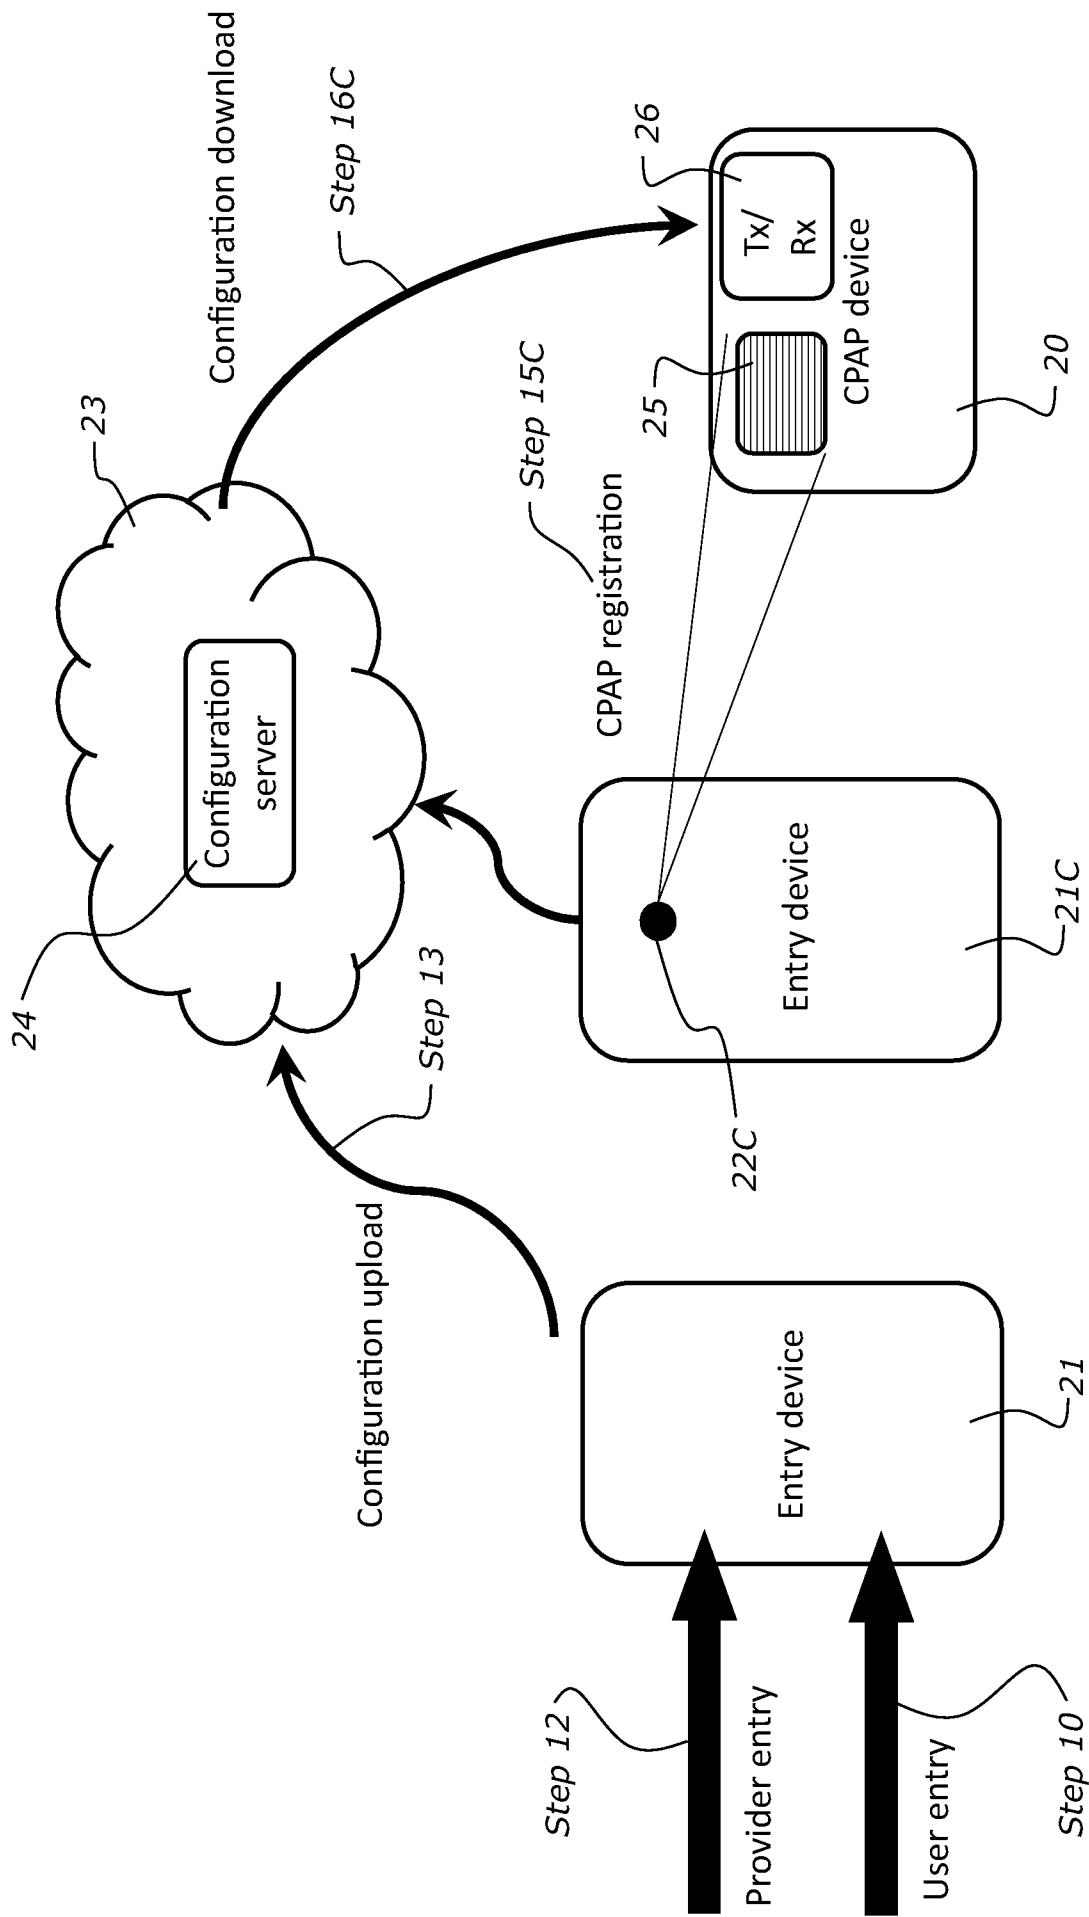 Configuration download
Step 16C
23
Configuration
server
24
26
Tx/
Rx
25
CPAP device
20
Step 15C
CPAP registration
Step 13
Configuration upload
Entry device
21C
22C
Entry device
21
Step 12
Provider entry
User entry
Step 10